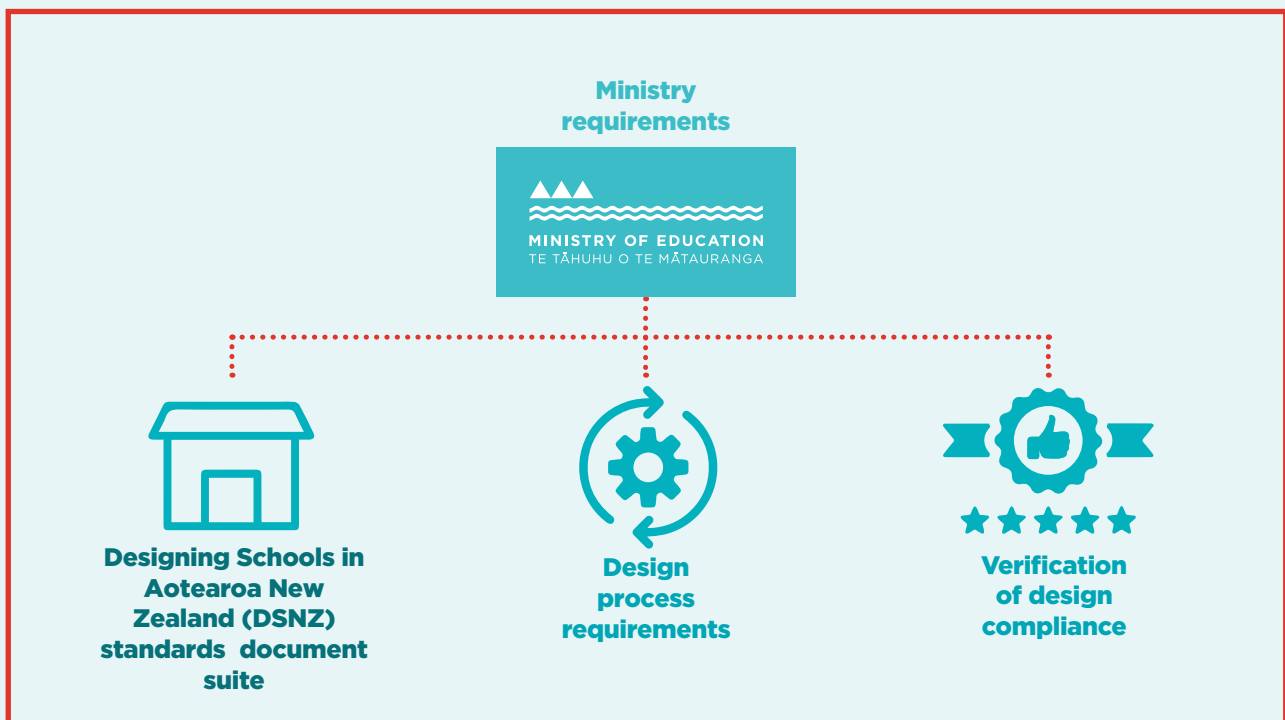 Ministry
requirements
MINISTRY OF EDUCATION
TE TĀHUHU O TE MĀTAURANGA
Designing Schools in
Aotearoa New
Zealand (DSNZ)
standards document
suite
Design
process
requirements
Verification
of design
compliance